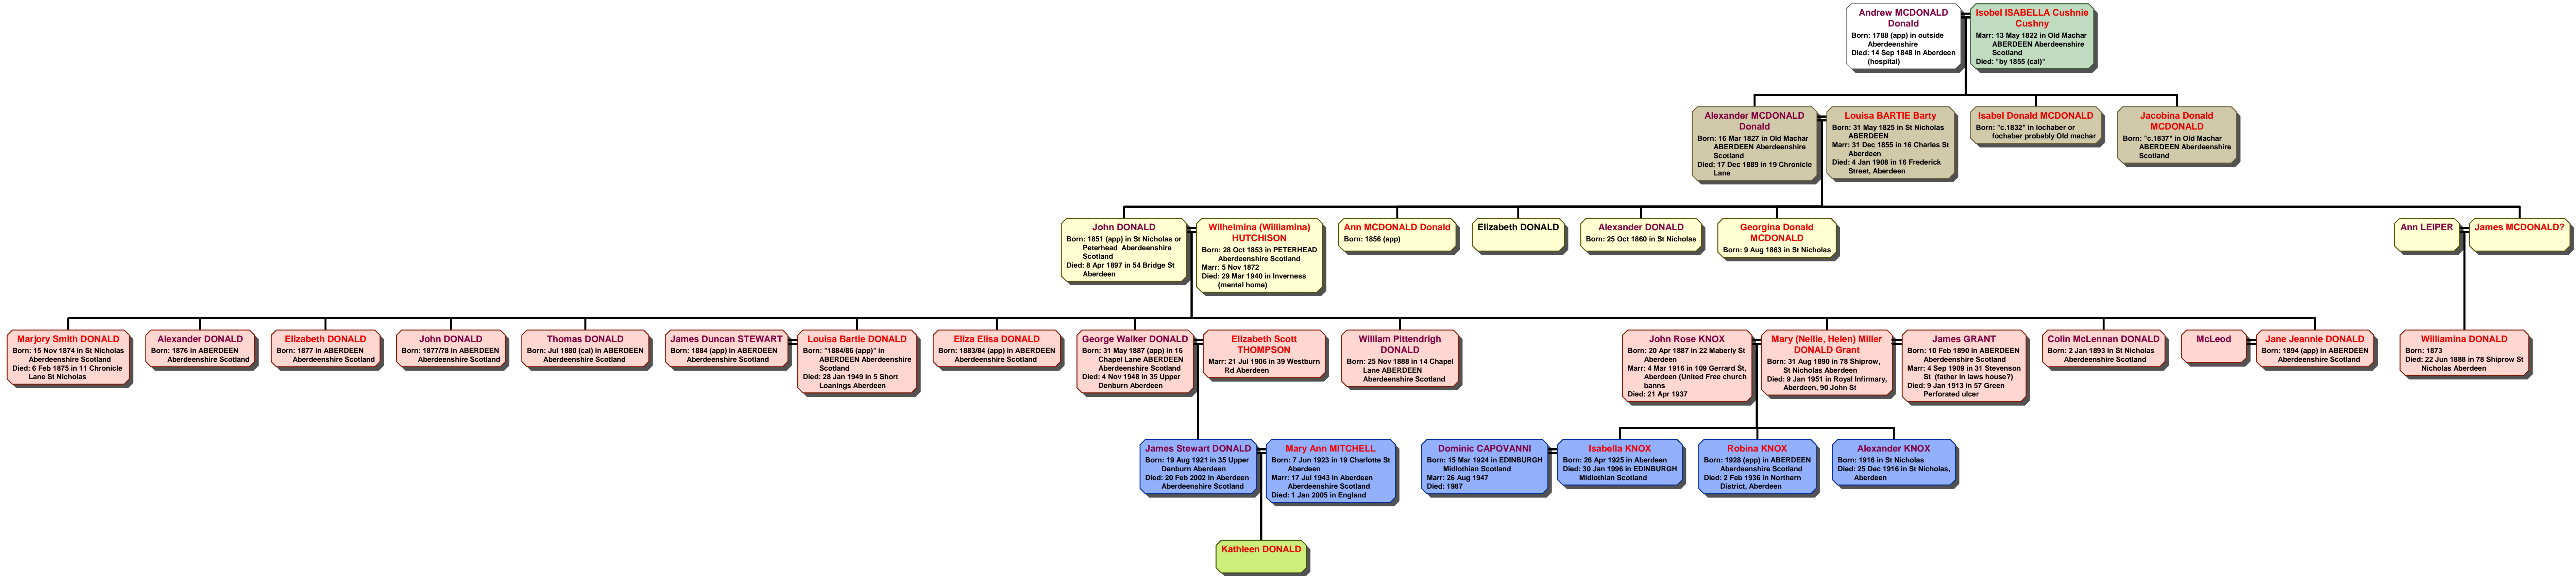 Andrew MCDONALD
Donald
Born: 1788 (app) in outside
Aberdeenshire
Died: 14 Sep 1848 in Aberdeen
(hospital)
Isobel ISABELLA Cushnie
Cushny
Marr: 13 May 1822 in Old Machar
ABERDEEN Aberdeenshire
Scotland
Died: "by 1855 (cal)"
Alexander MCDONALD
Donald
Born: 16 Mar 1827 in Old Machar
ABERDEEN Aberdeenshire
Scotland
Died: 17 Dec 1889 in 19 Chronicle
Lane
Louisa BARTIE Barty
Born: 31 May 1825 in St Nicholas
ABERDEEN
Marr: 31 Dec 1855 in 16 Charles St
Aberdeen
Died: 4 Jan 1908 in 16 Frederick
Street, Aberdeen
Isabel Donald MCDONALD
Born: "c.1832" in lochaber or
fochaber probably Old machar
Jacobina Donald
MCDONALD
Born: "c.1837" in Old Machar
ABERDEEN Aberdeenshire
Scotland
John DONALD
Born: 1851 (app) in St Nicholas or
Peterhead Aberdeenshire
Scotland
Died: 8 Apr 1897 in 54 Bridge St
Aberdeen
Wilhelmina (Williamina)
HUTCHISON
Born: 28 Oct 1853 in PETERHEAD
Aberdeenshire Scotland
Marr: 5 Nov 1872
Died: 29 Mar 1940 in Inverness
(mental home)
Ann MCDONALD Donald
Born: 1856 (app)
Elizabeth DONALD
Alexander DONALD
Born: 25 Oct 1860 in St Nicholas
Georgina Donald
MCDONALD
Born: 9 Aug 1863 in St Nicholas
Ann LEIPER
James MCDONALD?
Marjory Smith DONALD
Born: 15 Nov 1874 in St Nicholas
Aberdeenshire Scotland
Died: 6 Feb 1875 in 11 Chronicle
Lane St Nicholas
Alexander DONALD
Born: 1876 in ABERDEEN
Aberdeenshire Scotland
Elizabeth DONALD
Born: 1877 in ABERDEEN
Aberdeenshire Scotland
John DONALD
Born: 1877/78 in ABERDEEN
Aberdeenshire Scotland
Thomas DONALD
Born: Jul 1880 (cal) in ABERDEEN
Aberdeenshire Scotland
James Duncan STEWART
Born: 1884 (app) in ABERDEEN
Aberdeenshire Scotland
Louisa Bartie DONALD
Born: "1884/86 (app)" in
ABERDEEN Aberdeenshire
Scotland
Died: 28 Jan 1949 in 5 Short
Loanings Aberdeen
Eliza Elisa DONALD
Born: 1883/84 (app) in ABERDEEN
Aberdeenshire Scotland
George Walker DONALD
Born: 31 May 1887 (app) in 16
Chapel Lane ABERDEEN
Aberdeenshire Scotland
Died: 4 Nov 1948 in 35 Upper
Denburn Aberdeen
Elizabeth Scott
THOMPSON
Marr: 21 Jul 1906 in 39 Westburn
Rd Aberdeen
William Pittendrigh
DONALD
Born: 25 Nov 1888 in 14 Chapel
Lane ABERDEEN
Aberdeenshire Scotland
John Rose KNOX
Born: 20 Apr 1887 in 22 Maberly St
Aberdeen
Marr: 4 Mar 1916 in 109 Gerrard St,
Aberdeen (United Free church
banns
Died: 21 Apr 1937
Mary (Nellie, Helen) Miller
DONALD Grant
Born: 31 Aug 1890 in 78 Shiprow,
St Nicholas Aberdeen
Died: 9 Jan 1951 in Royal Infirmary,
Aberdeen, 90 John St
James GRANT
Born: 10 Feb 1890 in ABERDEEN
Aberdeenshire Scotland
Marr: 4 Sep 1909 in 31 Stevenson
St (father in laws house?)
Died: 9 Jan 1913 in 57 Green
Perforated ulcer
Colin McLennan DONALD
Born: 2 Jan 1893 in St Nicholas
Aberdeenshire Scotland
McLeod
Jane Jeannie DONALD
Born: 1894 (app) in ABERDEEN
Aberdeenshire Scotland
Williamina DONALD
Born: 1873
Died: 22 Jun 1888 in 78 Shiprow St
Nicholas Aberdeen
James Stewart DONALD
Born: 19 Aug 1921 in 35 Upper
Denburn Aberdeen
Died: 20 Feb 2002 in Aberdeen
Aberdeenshire Scotland
Mary Ann MITCHELL
Born: 7 Jun 1923 in 19 Charlotte St
Aberdeen
Marr: 17 Jul 1943 in Aberdeen
Aberdeenshire Scotland
Died: 1 Jan 2005 in England
Dominic CAPOVANNI
Born: 15 Mar 1924 in EDINBURGH
Midlothian Scotland
Marr: 26 Aug 1947
Died: 1987
Isabella KNOX
Born: 26 Apr 1925 in Aberdeen
Died: 30 Jan 1996 in EDINBURGH
Midlothian Scotland
Robina KNOX
Born: 1928 (app) in ABERDEEN
Aberdeenshire Scotland
Died: 2 Feb 1936 in Northern
District, Aberdeen
Alexander KNOX
Born: 1916 in St Nicholas
Died: 25 Dec 1916 in St Nicholas,
Aberdeen
Kathleen DONALD